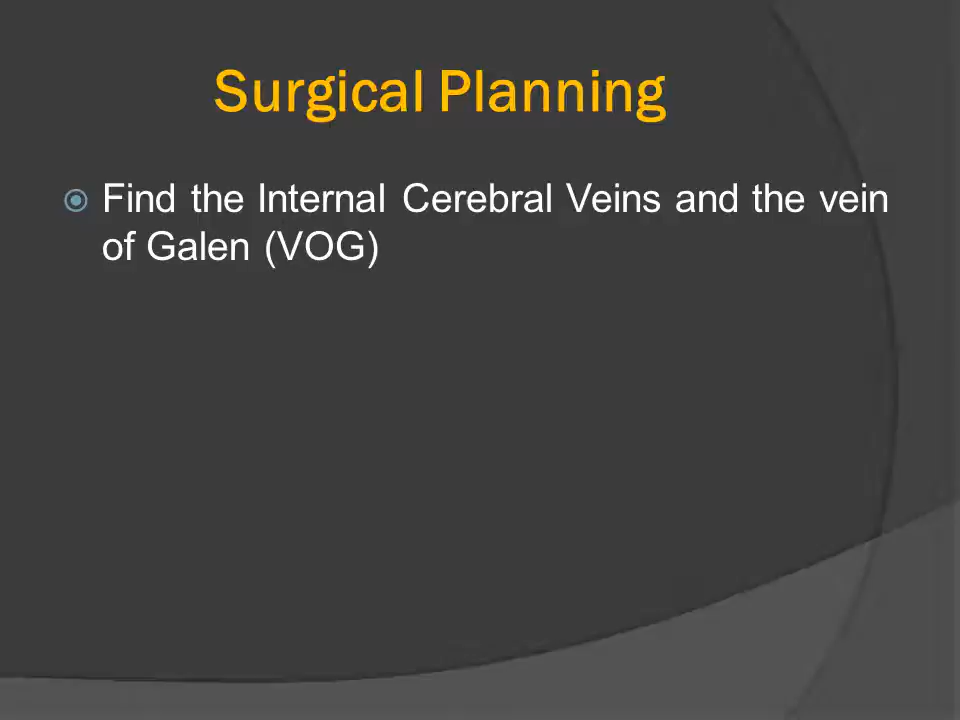 Surgical Planning
Find the Internal Cerebral Veins and the vein
of Galen (VOG)